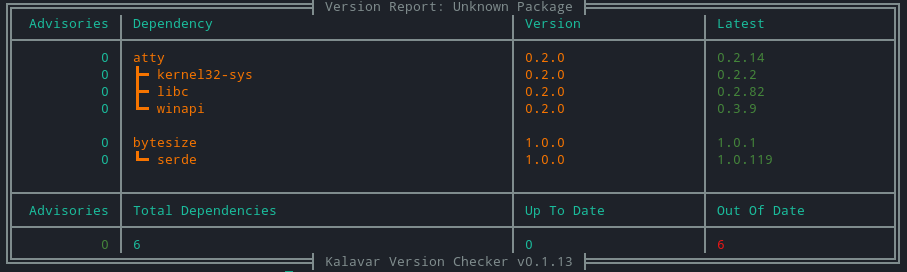 Version Report: Unknown Package
Advisories Dependency Version Latest
0 atty 0.2.0 0.2.14
0 kernel32-sys 0.2.0 0.2.2
0 libc 0.2.0 0.2.82
0 winapi 0.2.0 0.3.9
0 bytesize 1.0.0 1.0.1
0 serde 1.0.0 1.0.119
Advisories Total Dependencies Up To Date Out Of Date
0 6 0 6
Kalavar Version Checker v0.1.13